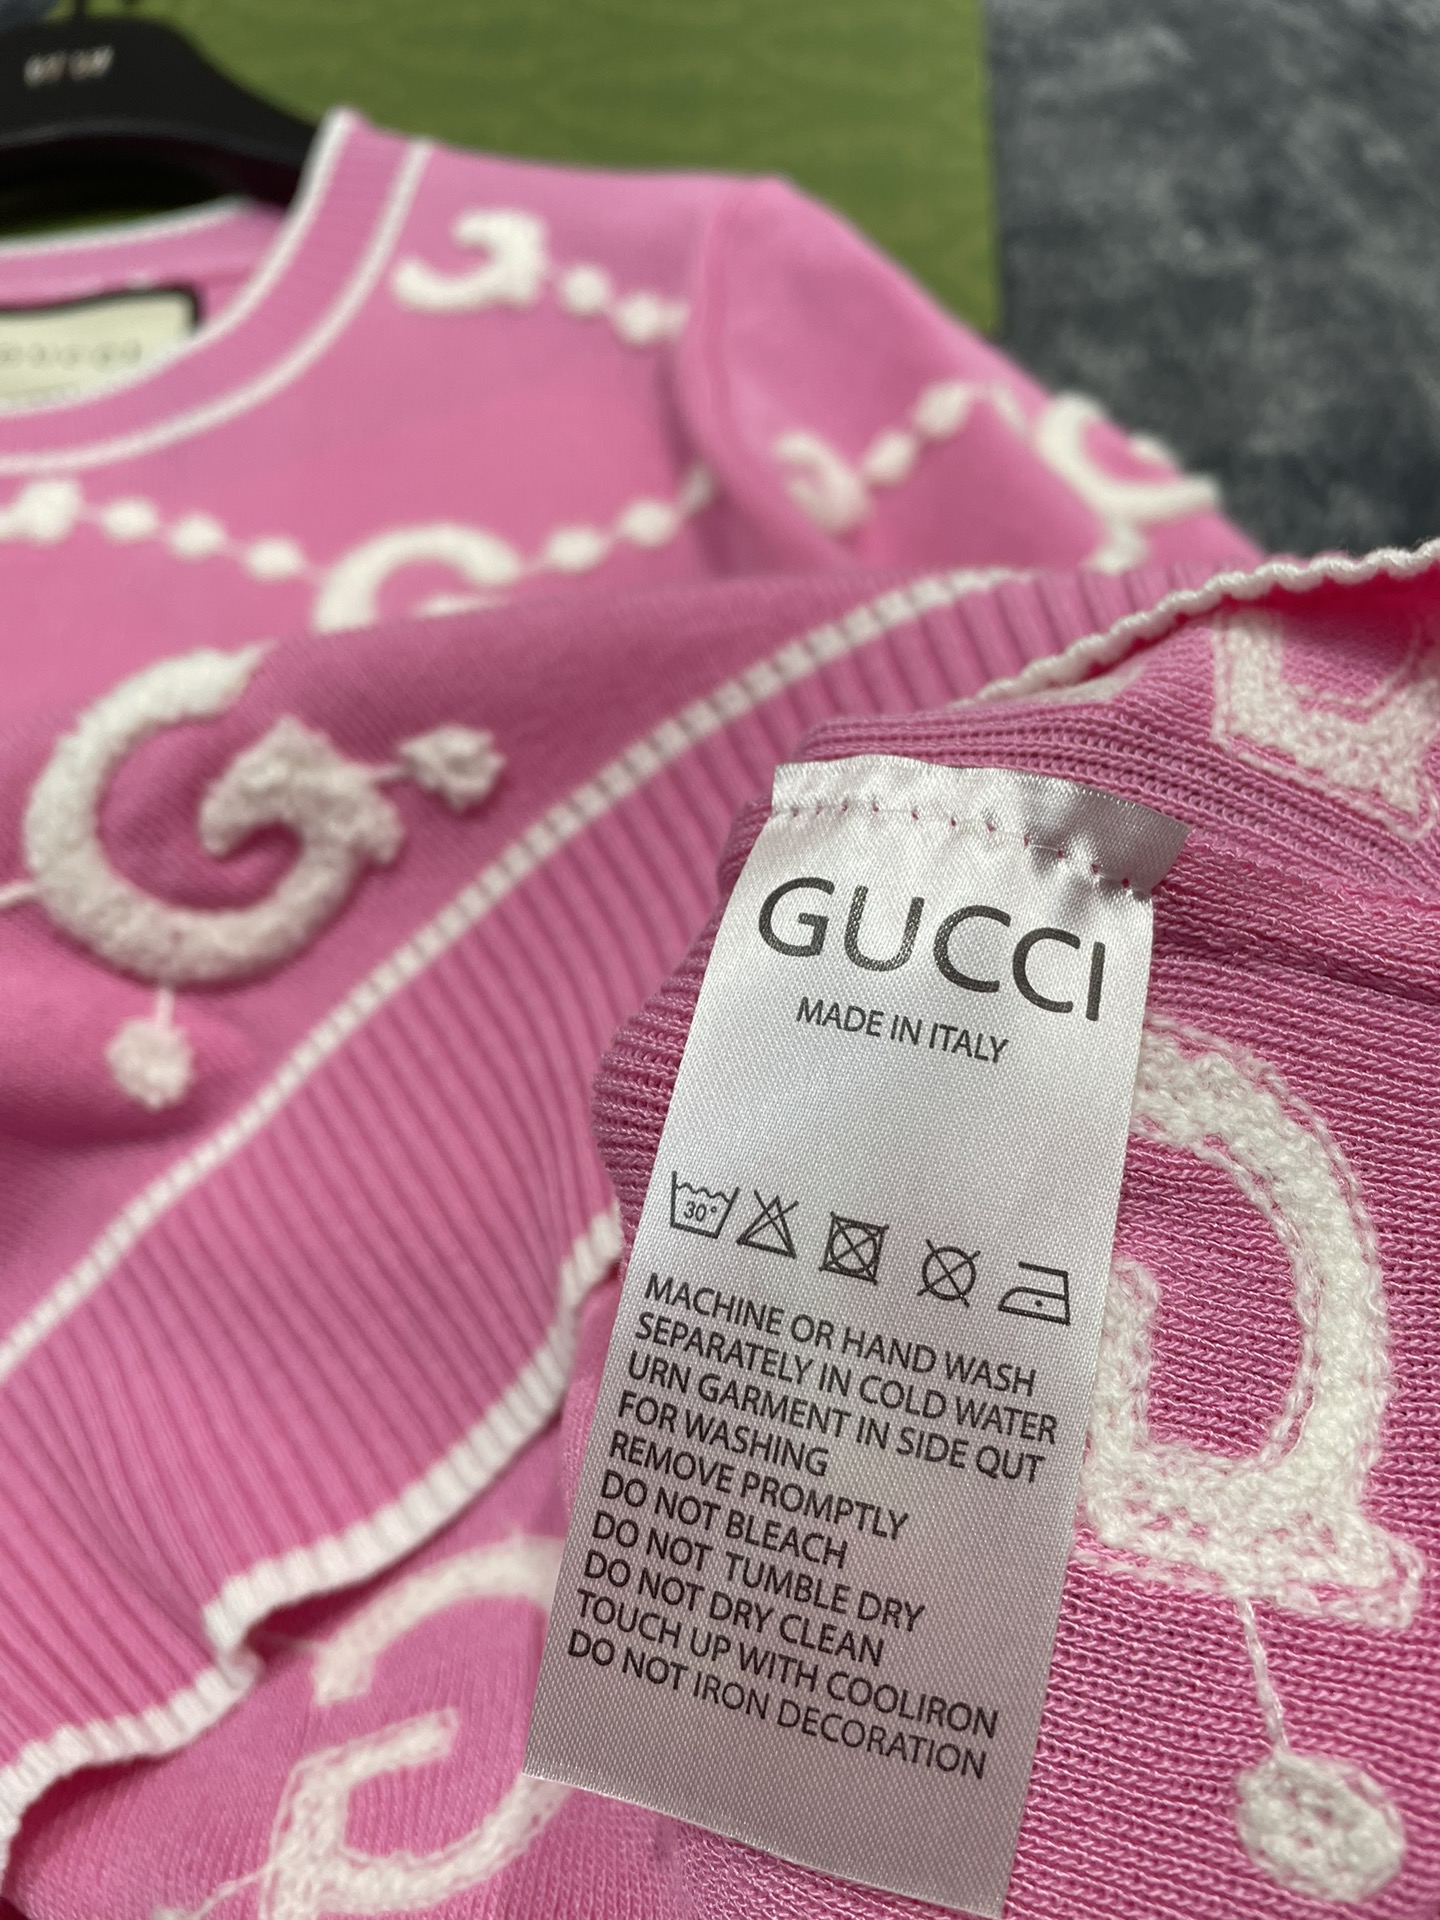 GUCCI
MADE IN ITALY
30°
MACHINE OR HAND WASH
SEPARATELY IN COLD WATER
URN GARMENT IN SIDE QUT
FOR WASHING
REMOVE PROMPTLY
DO NOT BLEACH
DO NOT TUMBLE DRY
DO NOT DRY CLEAN
TOUCH UP WITH COOLIRON
DO NOT IRON DECORATION